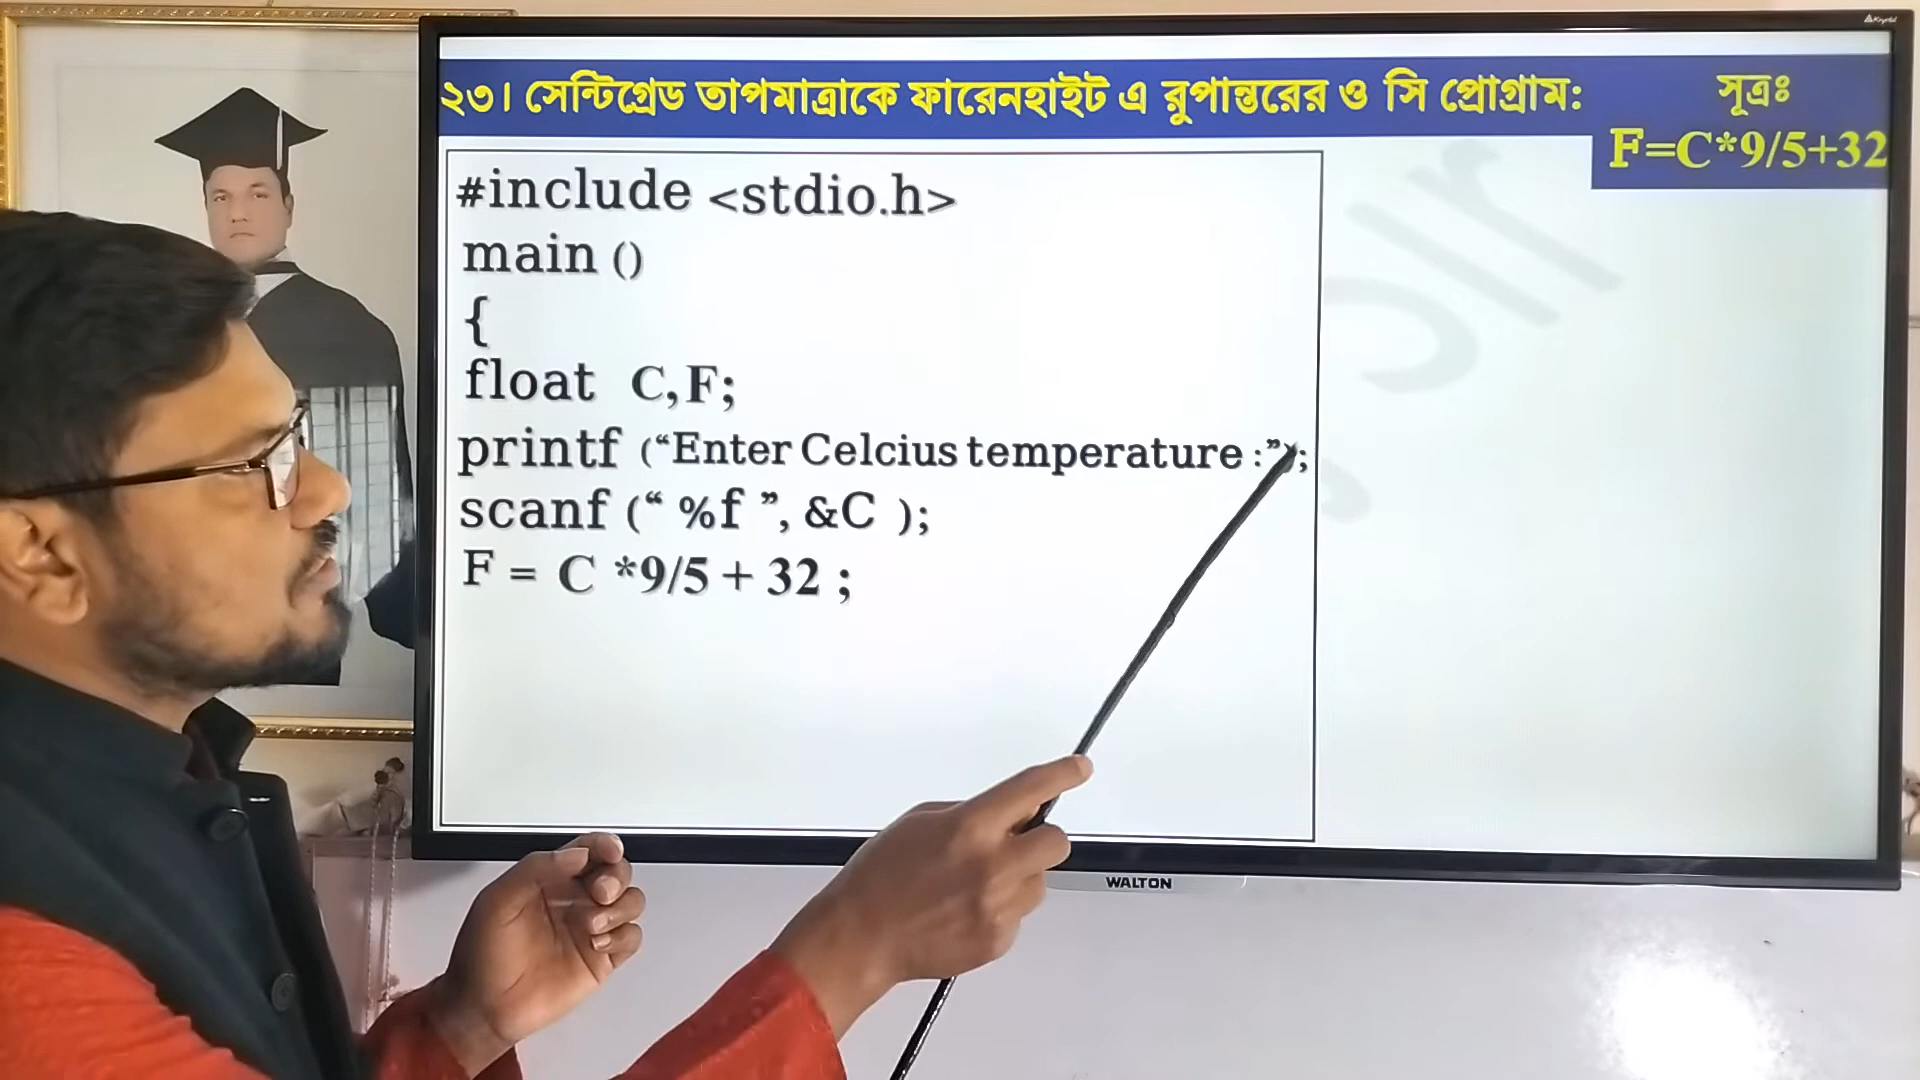 ২৩। সেন্টিগ্রেড তাপমাত্রাকে ফারেনহাইট এ রুপান্তরের ও সি প্রোগ্রাম:
সূত্রঃ
F=C*9/5+32
#include <stdio.h>
main ()
{
float C,F;
printf (“Enter Celcius temperature :”);
scanf (“ %f ”, &C );
F = C *9/5 + 32 ;
WALTON